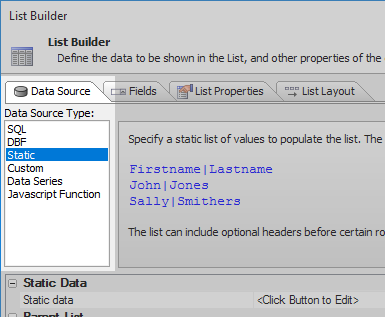 List Builder
List Builder
Define the data to be shown in the List, and other properties of the
Data Source Fields List Properties List Layout
Data Source Type:
SQL
DBF
Static
Custom
Data Series
Javascript Function
Specify a static list of values to populate the list. The
Firstname|Lastname
John|Jones
Sally|Smithers
The list can include optional headers before certain ro
Static Data
Static data <Click Button to Edit>
Parent List